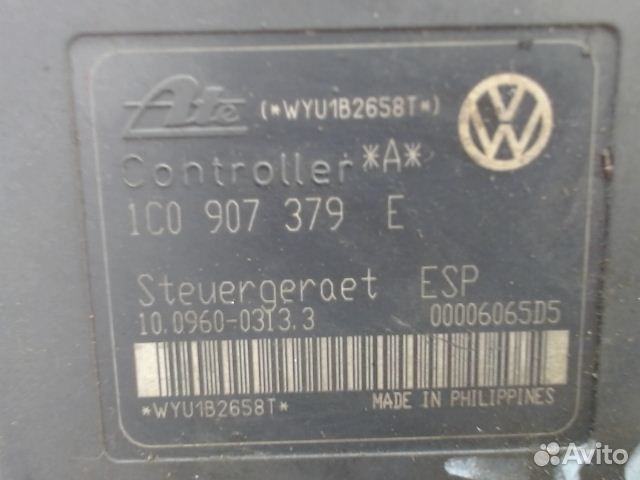 Ate (*WYU1B2658T*)
Controller *A*
1C0 907 379 E
Steuergeraet ESP
10.0960-0313.3 00006065D5
*WYU1B2658T* MADE IN PHILIPPINES
Avito